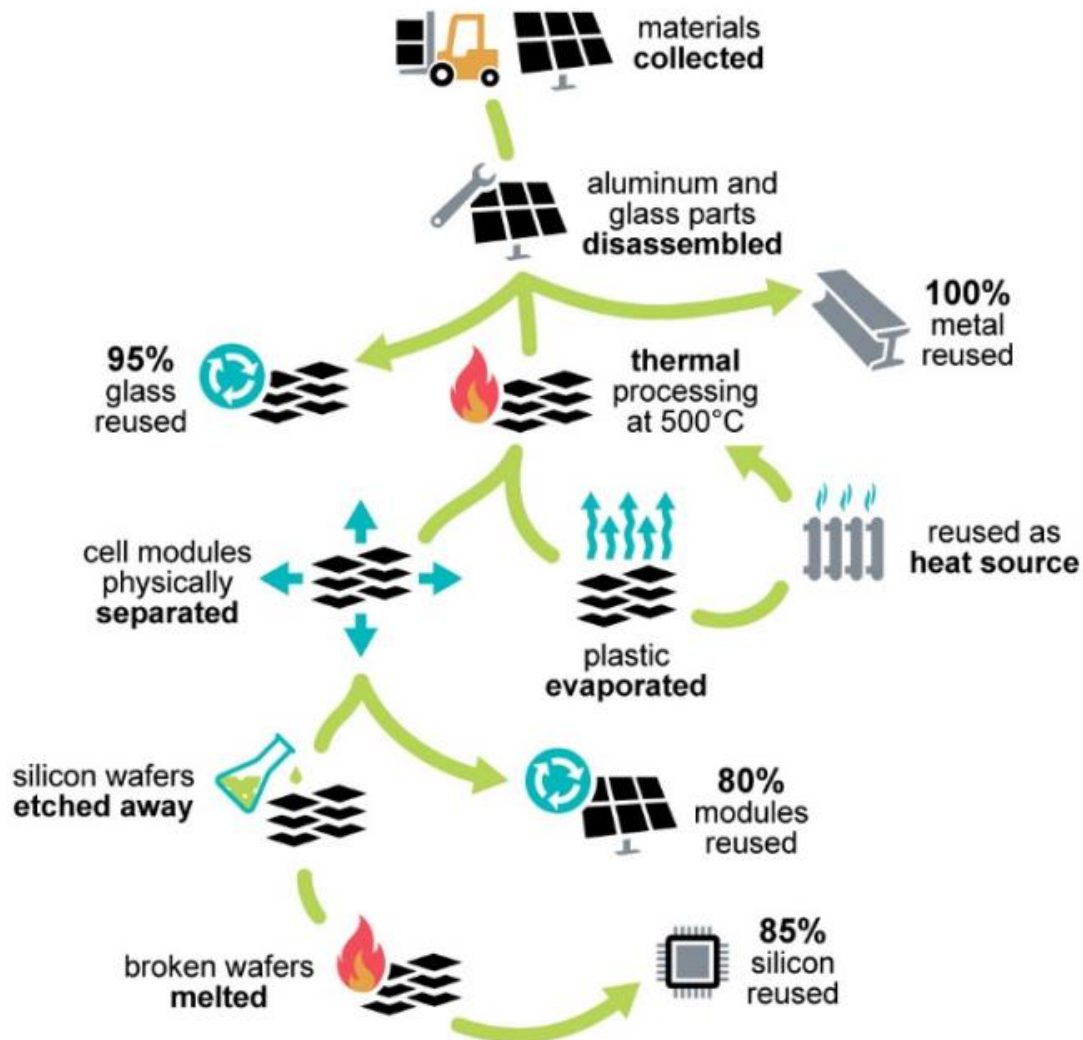 materials
collected
aluminum and
glass parts
disassembled
100%
metal
reused
95%
glass
reused
thermal
processing
at 500°C
cell modules
physically
separated
plastic
evaporated
reused as
heat source
silicon wafers
etched away
80%
modules
reused
broken wafers
melted
85%
silicon
reused